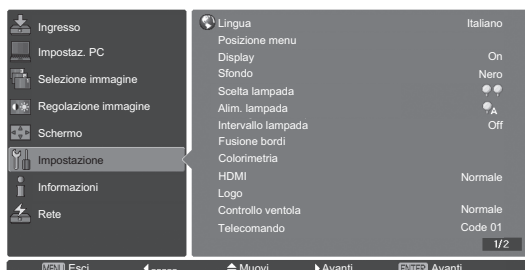 Ingresso
Impostaz. PC
Selezione immagine
Regolazione immagine
Schermo
Impostazione
Informazioni
Rete
Lingua Italiano
Posizione menu
Display On
Sfondo Nero
Scelta lampada
Alim. lampada A
Intervallo lampada Off
Fusione bordi
Colorimetria
HDMI Normale
Logo
Controllo ventola Normale
Telecomando Code 01
1/2
MENU Esci ----- Muovi Avanti ENTER Avanti